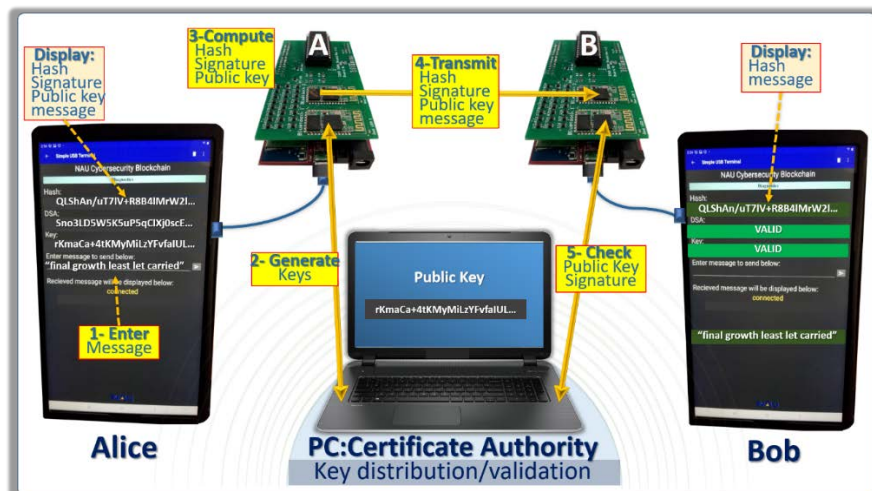 3-Compute
Hash
Signature
Public key
A
B
4-Transmit
Hash
Signature
Public key
message
Display:
Hash
Signature
Public key
message
Display:
Hash
message
Simple USB Terminal
NAU Cybersecurity Blockchain
Hash:
QLShAn/uT7lV+R8B4lMrW2l...
DSA:
Sno3LD5W5K5uP5qClXj0scE...
Key:
rKmaCa+4tKMyMiLzYFvfaIUL...
Enter message to send below:
“final growth least let carried”
Recieved message will be displayed below:
connected
1- Enter
Message
Alice
2- Generate
Keys
Public Key
rKmaCa+4tKMyMiLzYFvfaIUL...
5- Check
Public Key
Signature
PC:Certificate Authority
Key distribution/validation
Simple USB Terminal
NAU Cybersecurity Blockchain
Hash:
QLShAn/uT7lV+R8B4lMrW2l...
DSA:
VALID
Key:
VALID
Enter message to send below:
Recieved message will be displayed below:
connected
“final growth least let carried”
Bob